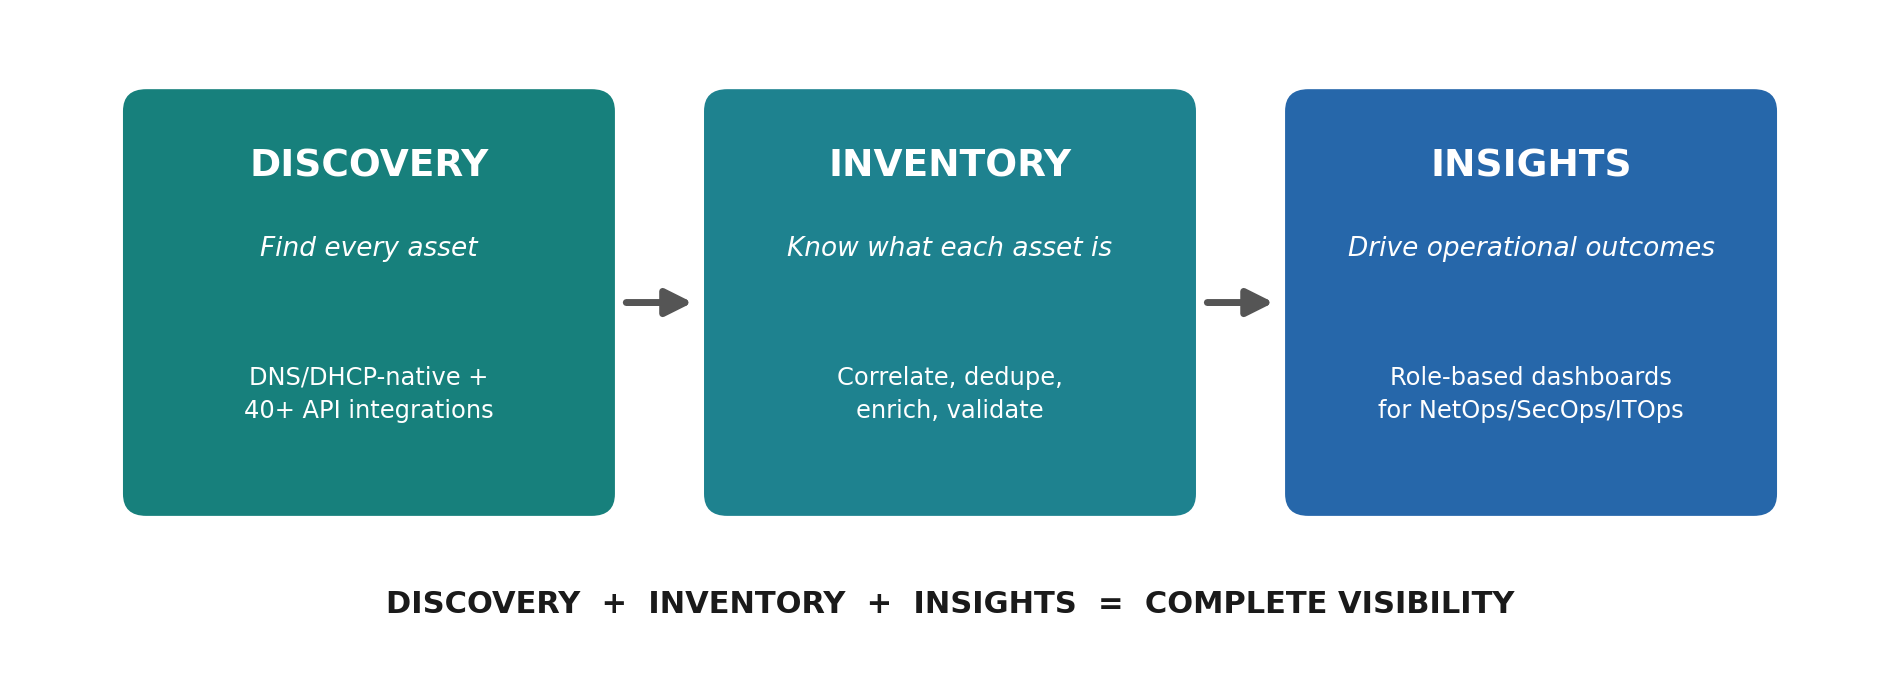 DISCOVERY
Find every asset
DNS/DHCP-native +
40+ API integrations
INVENTORY
Know what each asset is
Correlate, dedupe,
enrich, validate
INSIGHTS
Drive operational outcomes
Role-based dashboards
for NetOps/SecOps/ITOps
DISCOVERY + INVENTORY + INSIGHTS = COMPLETE VISIBILITY